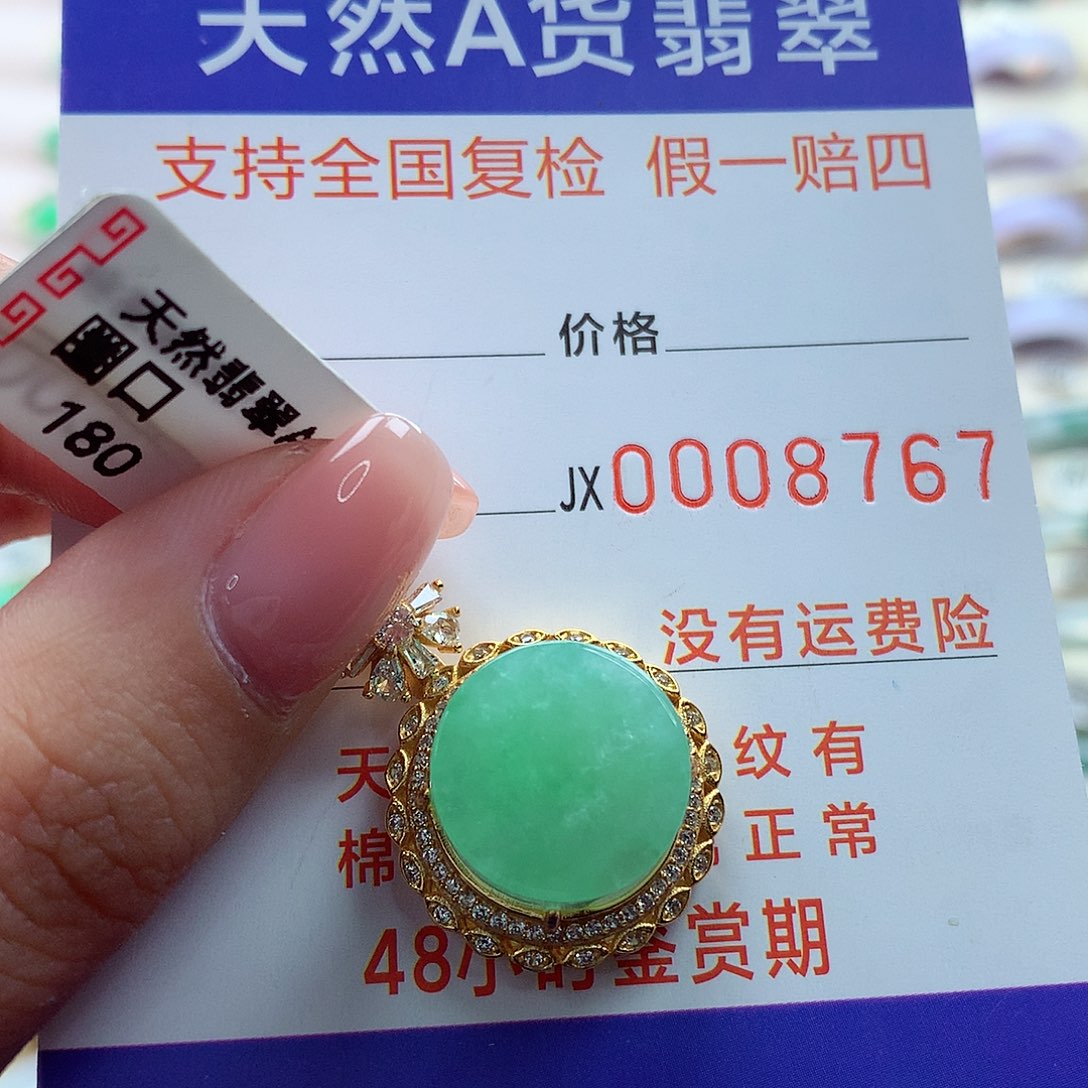 天然A货翡翠
支持全国复检 假一赔四
价格
JX0008767
没有运费险
天 纹有
棉 正常
48小时鉴赏期
天然翡翠
口
180